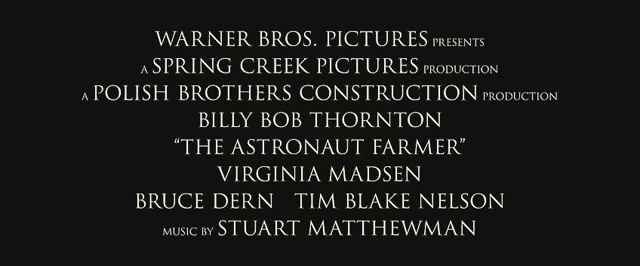 WARNER BROS. PICTURES PRESENTS
A SPRING CREEK PICTURES PRODUCTION
A POLISH BROTHERS CONSTRUCTION PRODUCTION
BILLY BOB THORNTON
“THE ASTRONAUT FARMER”
VIRGINIA MADSEN
BRUCE DERN TIM BLAKE NELSON
MUSIC BY STUART MATTHEWMAN